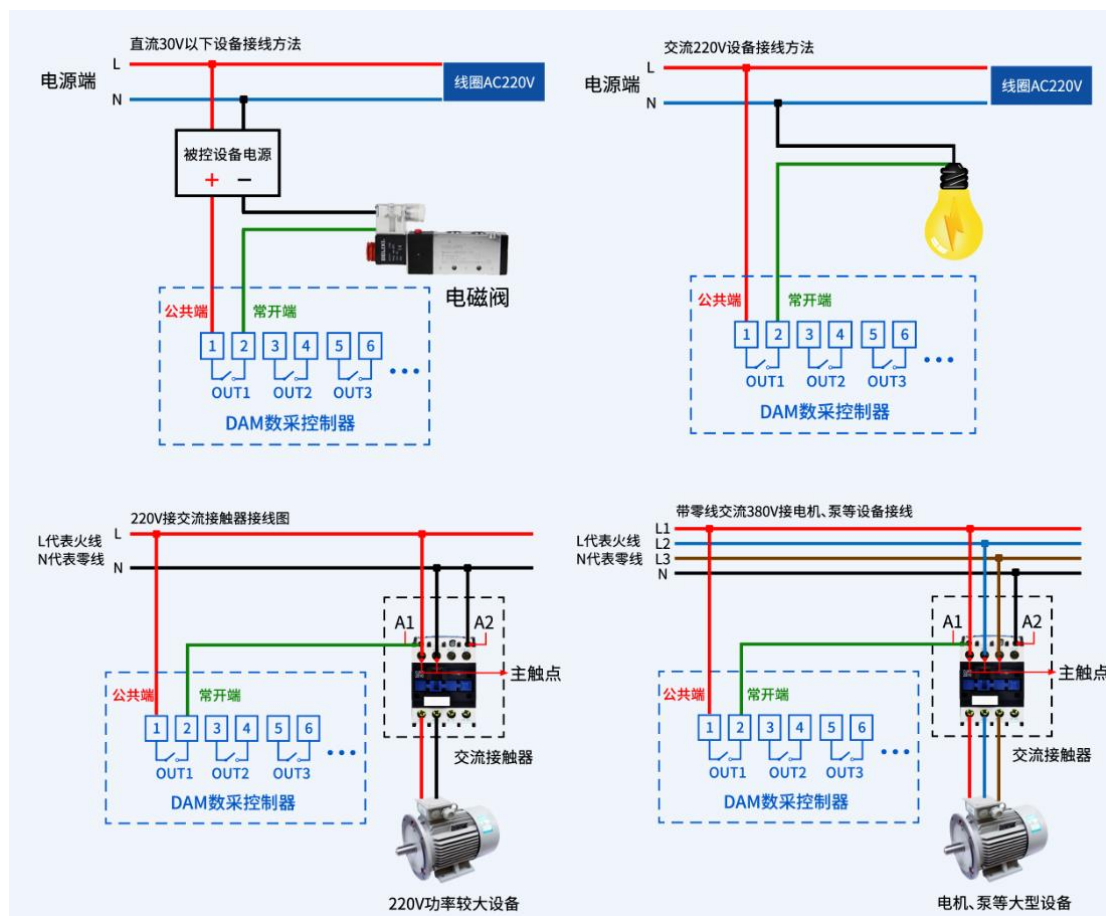 直流30V以下设备接线方法
L
电源端
N
线圈AC220V
被控设备电源
+ −
电磁阀
公共端
常开端
1 2 3 4 5 6
OUT1 OUT2 OUT3
DAM数采控制器
交流220V设备接线方法
L
电源端
N
线圈AC220V
公共端
常开端
1 2 3 4 5 6
OUT1 OUT2 OUT3
DAM数采控制器
220V接交流接触器接线图
L
L代表火线
N代表零线
N
A1 A2
主触点
公共端
常开端
1 2 3 4 5 6
OUT1 OUT2 OUT3
DAM数采控制器
交流接触器
220V功率较大设备
带零线交流380V接电机、泵等设备接线
L1
L代表火线
L2
N代表零线
L3
N
A1 A2
主触点
公共端
常开端
1 2 3 4 5 6
OUT1 OUT2 OUT3
DAM数采控制器
交流接触器
电机、泵等大型设备